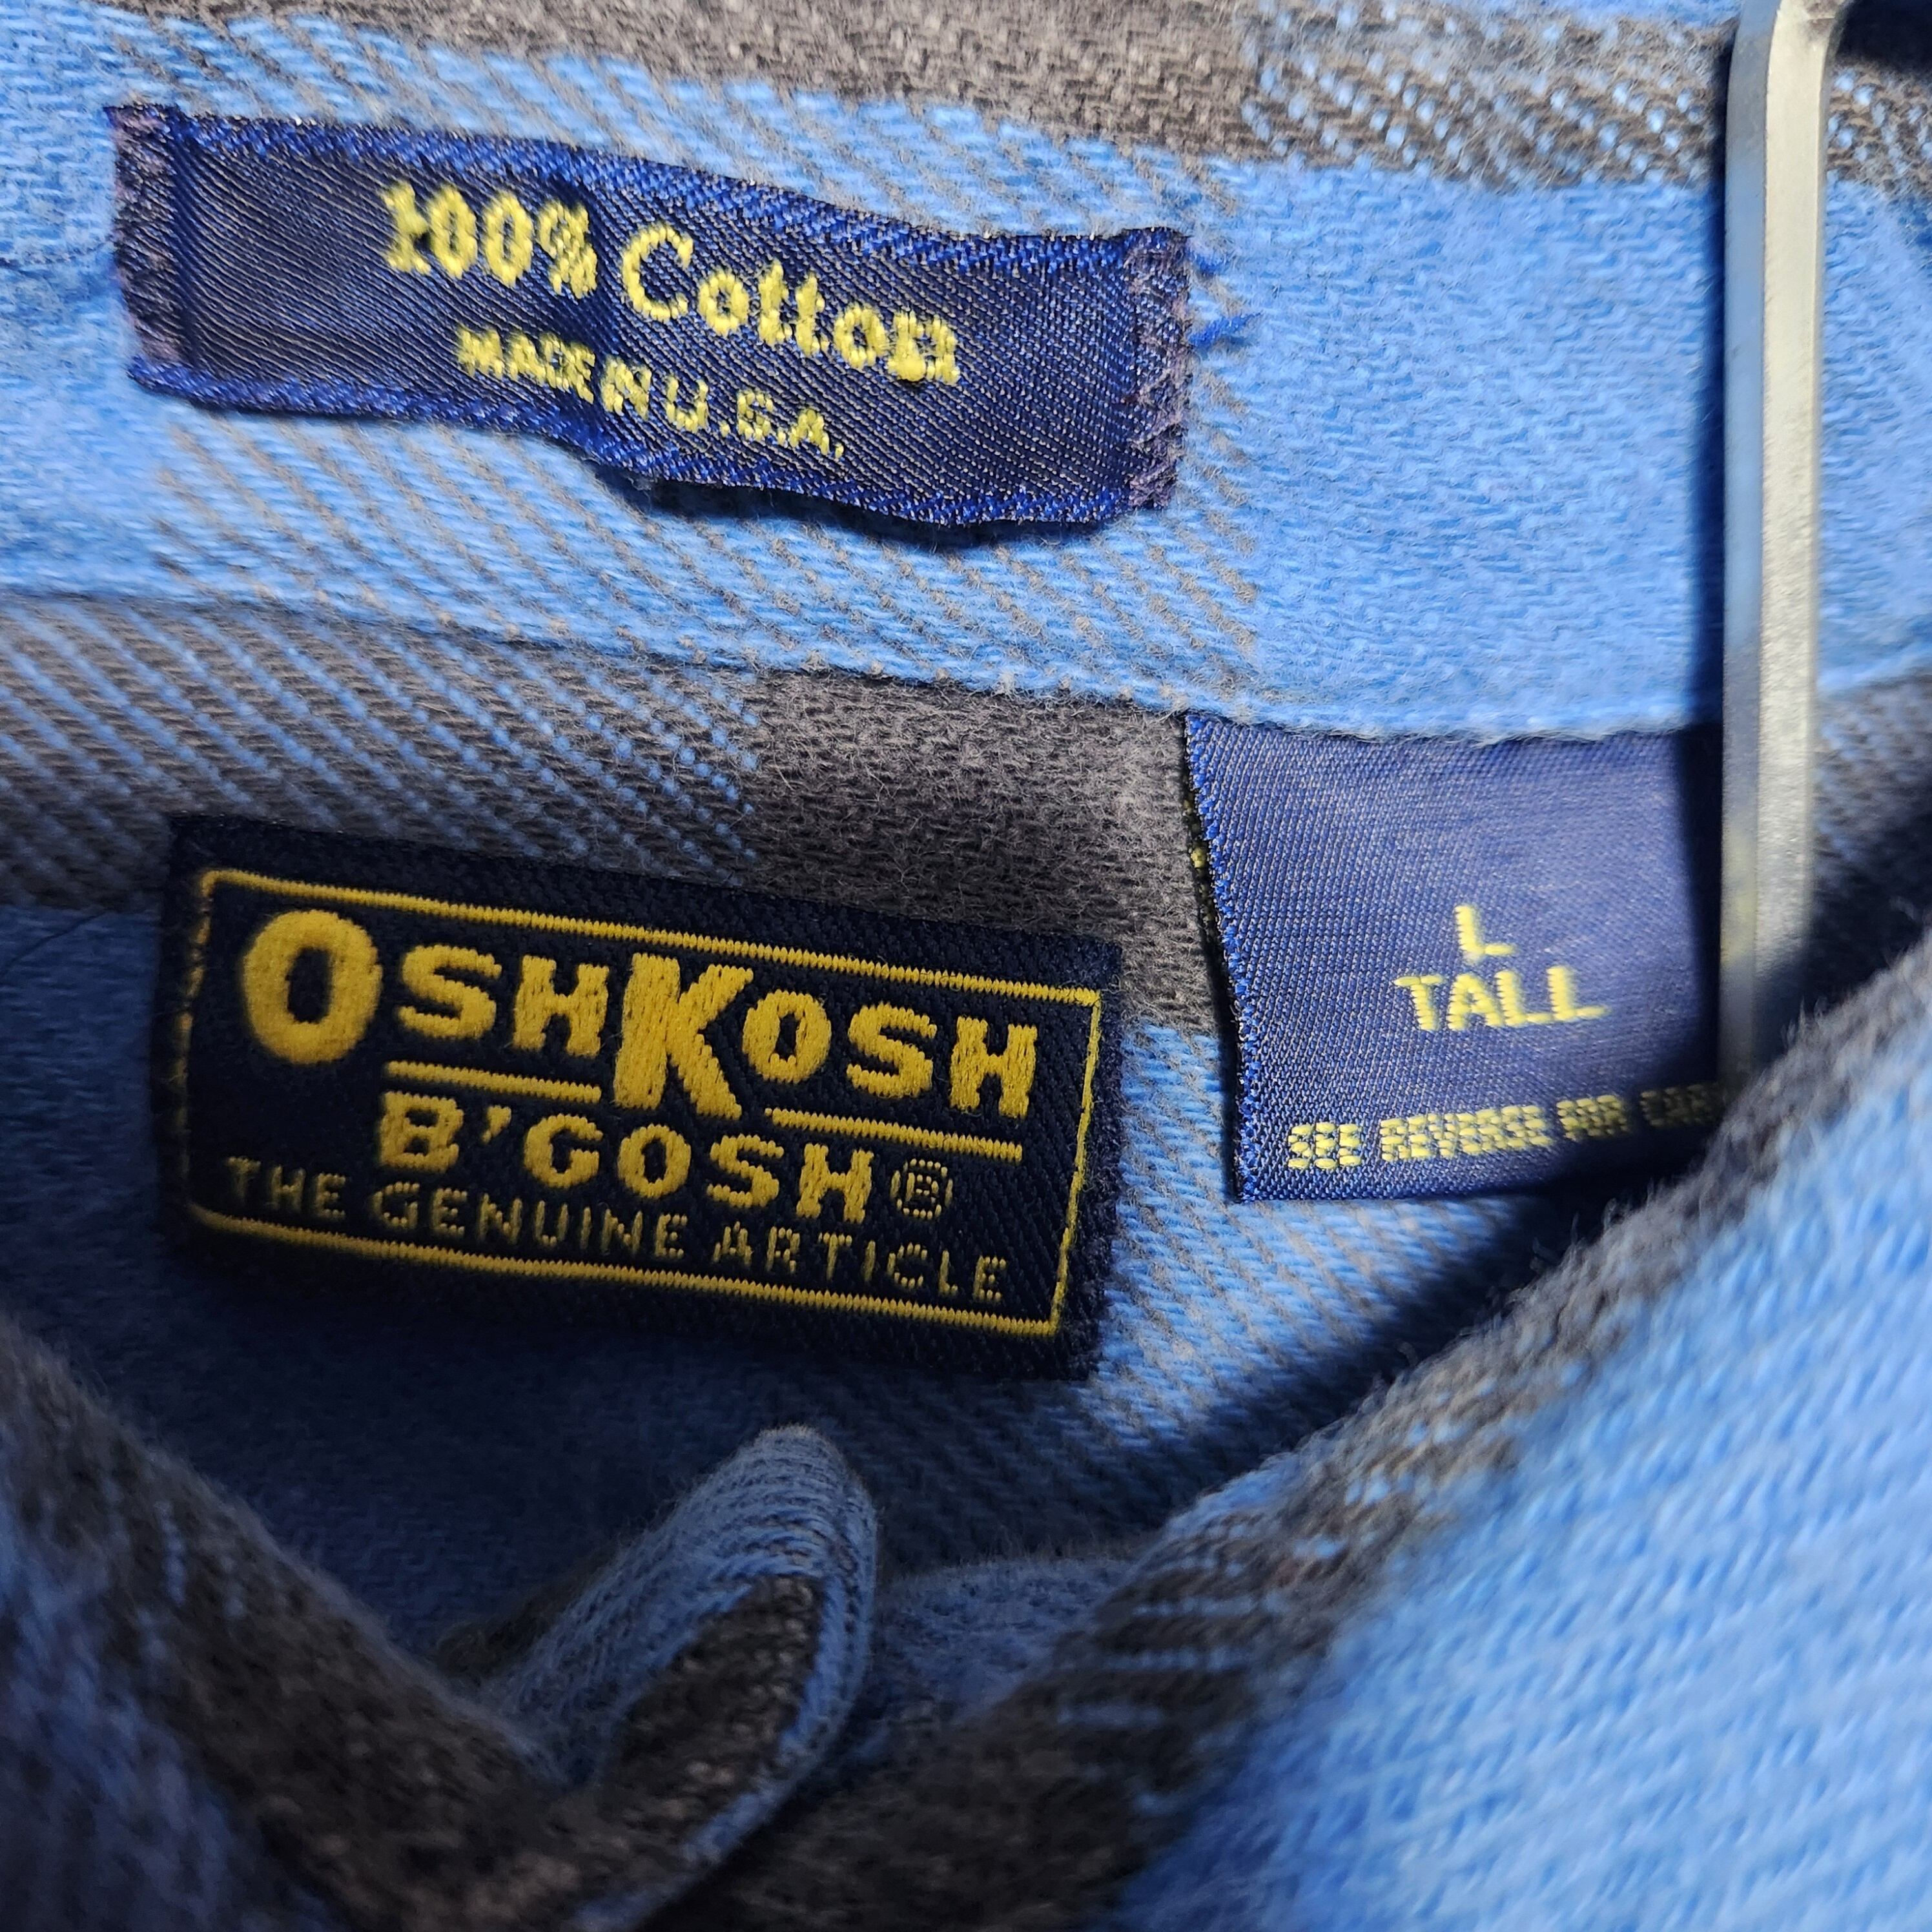 100% Cotton
MADE IN U.S.A.
OSHKOSH
B'GOSH®
THE GENUINE ARTICLE
L
TALL
SEE REVERSE FOR